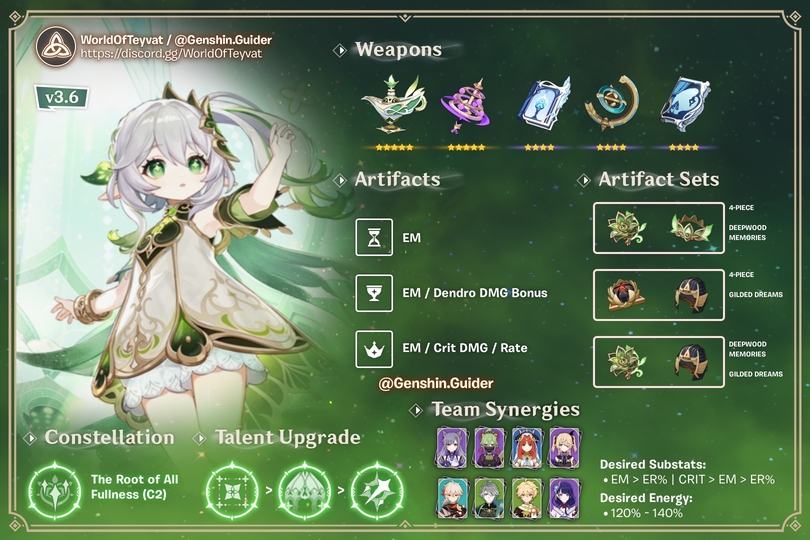 WorldOfTeyvat / @Genshin.Guider
https://discord.gg/WorldOfTeyvat
v3.6
Weapons
Artifacts
EM
EM / Dendro DMG Bonus
EM / Crit DMG / Rate
@Genshin.Guider
Artifact Sets
4-PIECE
DEEPWOOD
MEMORIES
4-PIECE
GILDED DREAMS
DEEPWOOD
MEMORIES
GILDED DREAMS
Constellation
The Root of All
Fullness (C2)
Talent Upgrade
> >
Team Synergies
Desired Substats:
• EM > ER% | CRIT > EM > ER%
Desired Energy:
• 120% - 140%